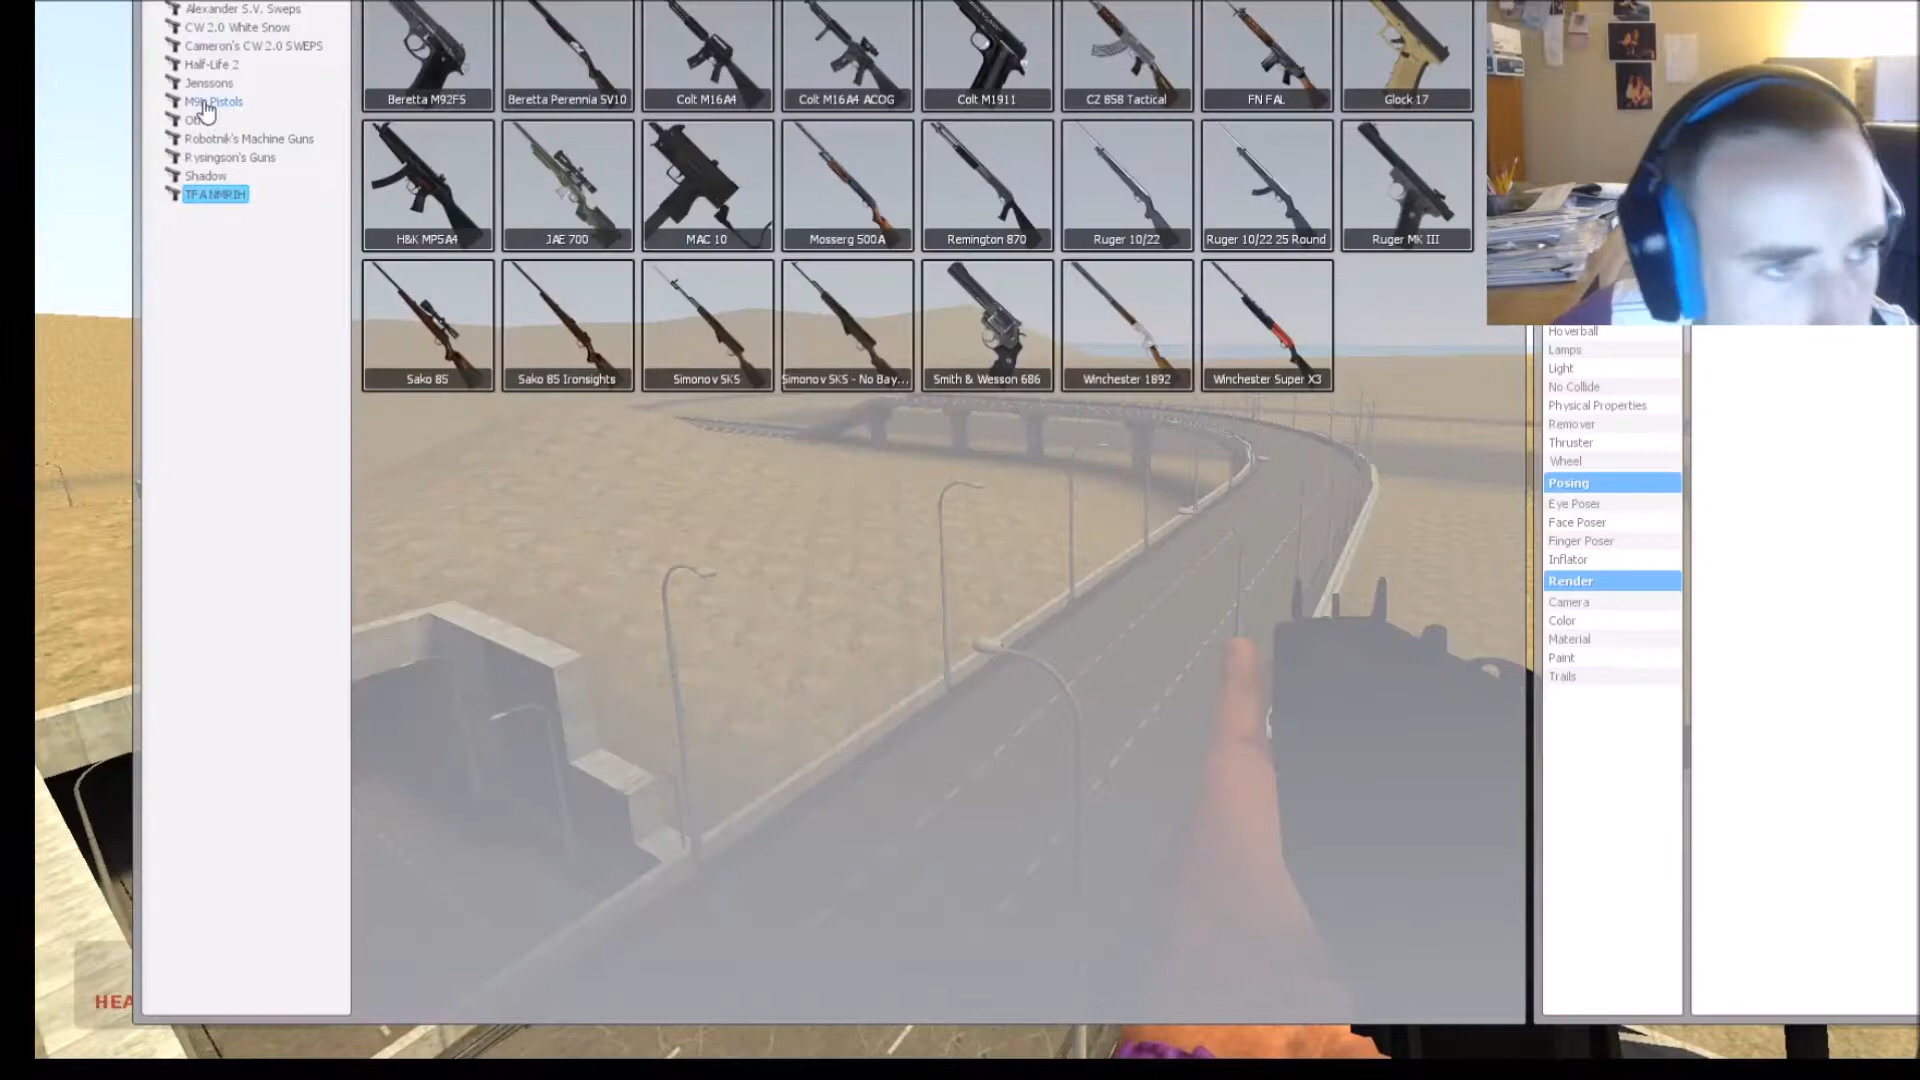 Alexander S.V. Sweps
CW 2.0 White Snow
Cameron's CW 2.0 SWEPS
Half-Life 2
Jenssons
Pistols
Robotnik's Machine Guns
Rysingson's Guns
Shadow
TFA NMRIH
Beretta M92FS
Beretta Perennia SV10
Colt M16A4
Colt M16A4 ACOG
Colt M1911
CZ 858 Tactical
FN FAL
Glock 17
H&K MP5A4
JAE 700
MAC 10
Mosserg 500A
Remington 870
Ruger 10/22
Ruger 10/22 25 Round
Ruger MK III
Sako 85
Sako 85 Ironsights
Simonov SKS
Simonov SKS - No Bay...
Smith & Wesson 686
Winchester 1892
Winchester Super X3
Hoverball
Lamps
Light
No Collide
Physical Properties
Remover
Thruster
Wheel
Posing
Eye Poser
Face Poser
Finger Poser
Inflator
Render
Camera
Color
Material
Paint
Trails
HEA